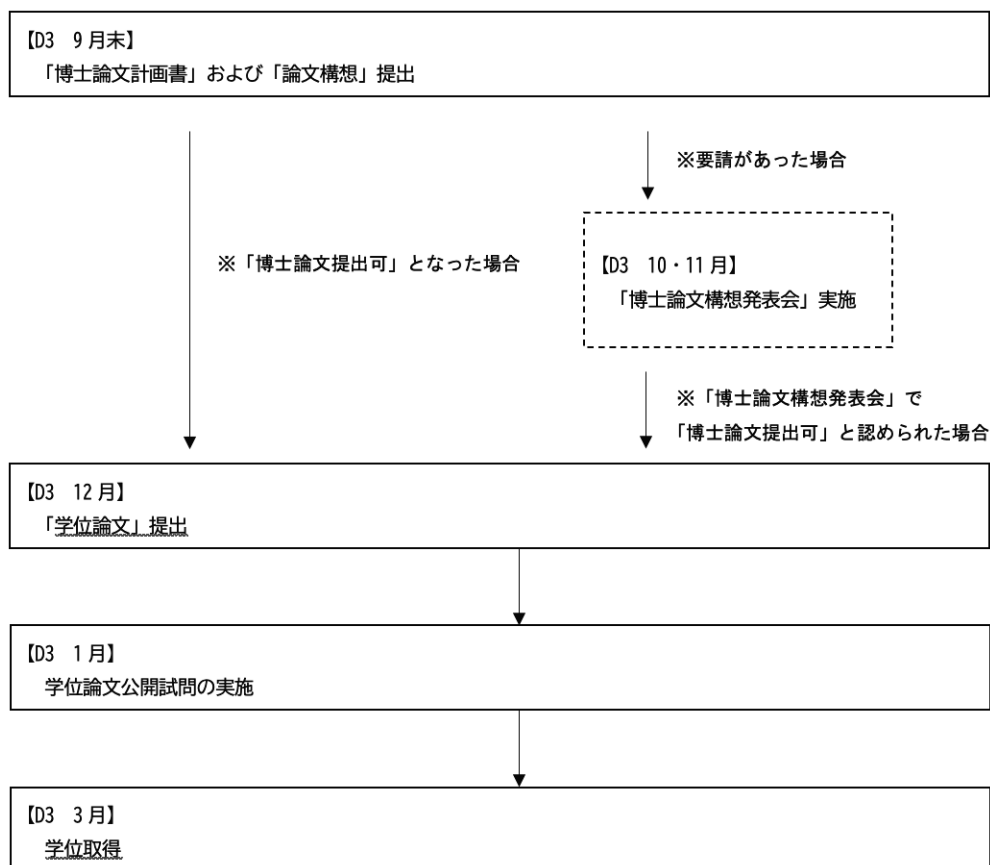 【D3　9月末】
「博士論文計画書」および「論文構想」提出
※要請があった場合
※「博士論文提出可」となった場合
【D3　10・11月】
「博士論文構想発表会」実施
※「博士論文構想発表会」で
「博士論文提出可」と認められた場合
【D3　12月】
「学位論文」提出
【D3　1月】
学位論文公開試問の実施
【D3　3月】
学位取得